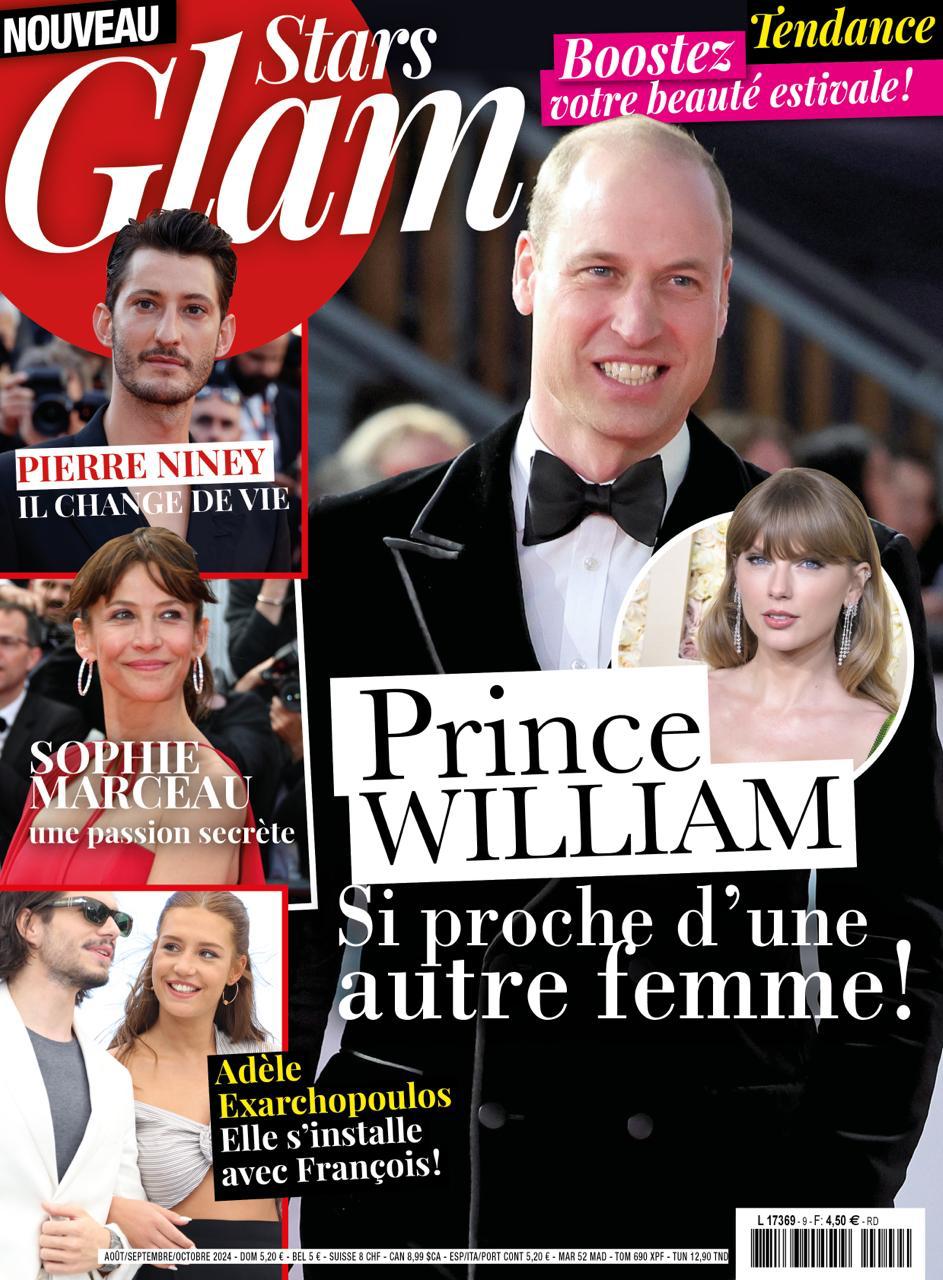 NOUVEAU
Stars
Glam
Tendance
Boostez
votre beauté estivale!
PIERRE NINEY
IL CHANGE DE VIE
SOPHIE
MARCEAU
une passion secrète
Prince
WILLIAM
Si proche d'une
autre femme!
Adèle
Exarchopoulos
Elle s'installe
avec François!
L 17369 - 9 - F: 4,50 € - RD
AOÛT/SEPTEMBRE/OCTOBRE 2024 - DOM 5,20 € - BEL 5 € - SUISSE 8 CHF - CAN 8,99 $CA - ESP/ITA/PORT CONT 5,20 € - MAR 52 MAD - TOM 690 XPF - TUN 12,90 TND